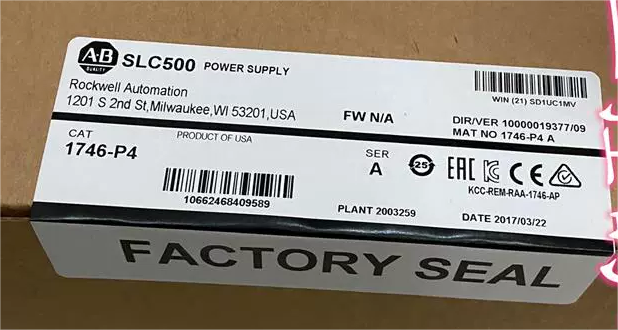 A-B
QUALITY
SLC500 POWER SUPPLY
Rockwell Automation
1201 S 2nd St,Milwaukee,WI 53201,USA
WIN (21) SD1UC1MV
FW N/A
DIR/VER 10000019377/09
MAT NO 1746-P4 A
CAT
1746-P4
PRODUCT OF USA
10662468409589
SER
A
25
EAC
KC
CE
KCC-REM-RAA-1746-AP
PLANT 2003259
DATE 2017/03/22
FACTORY SEAL